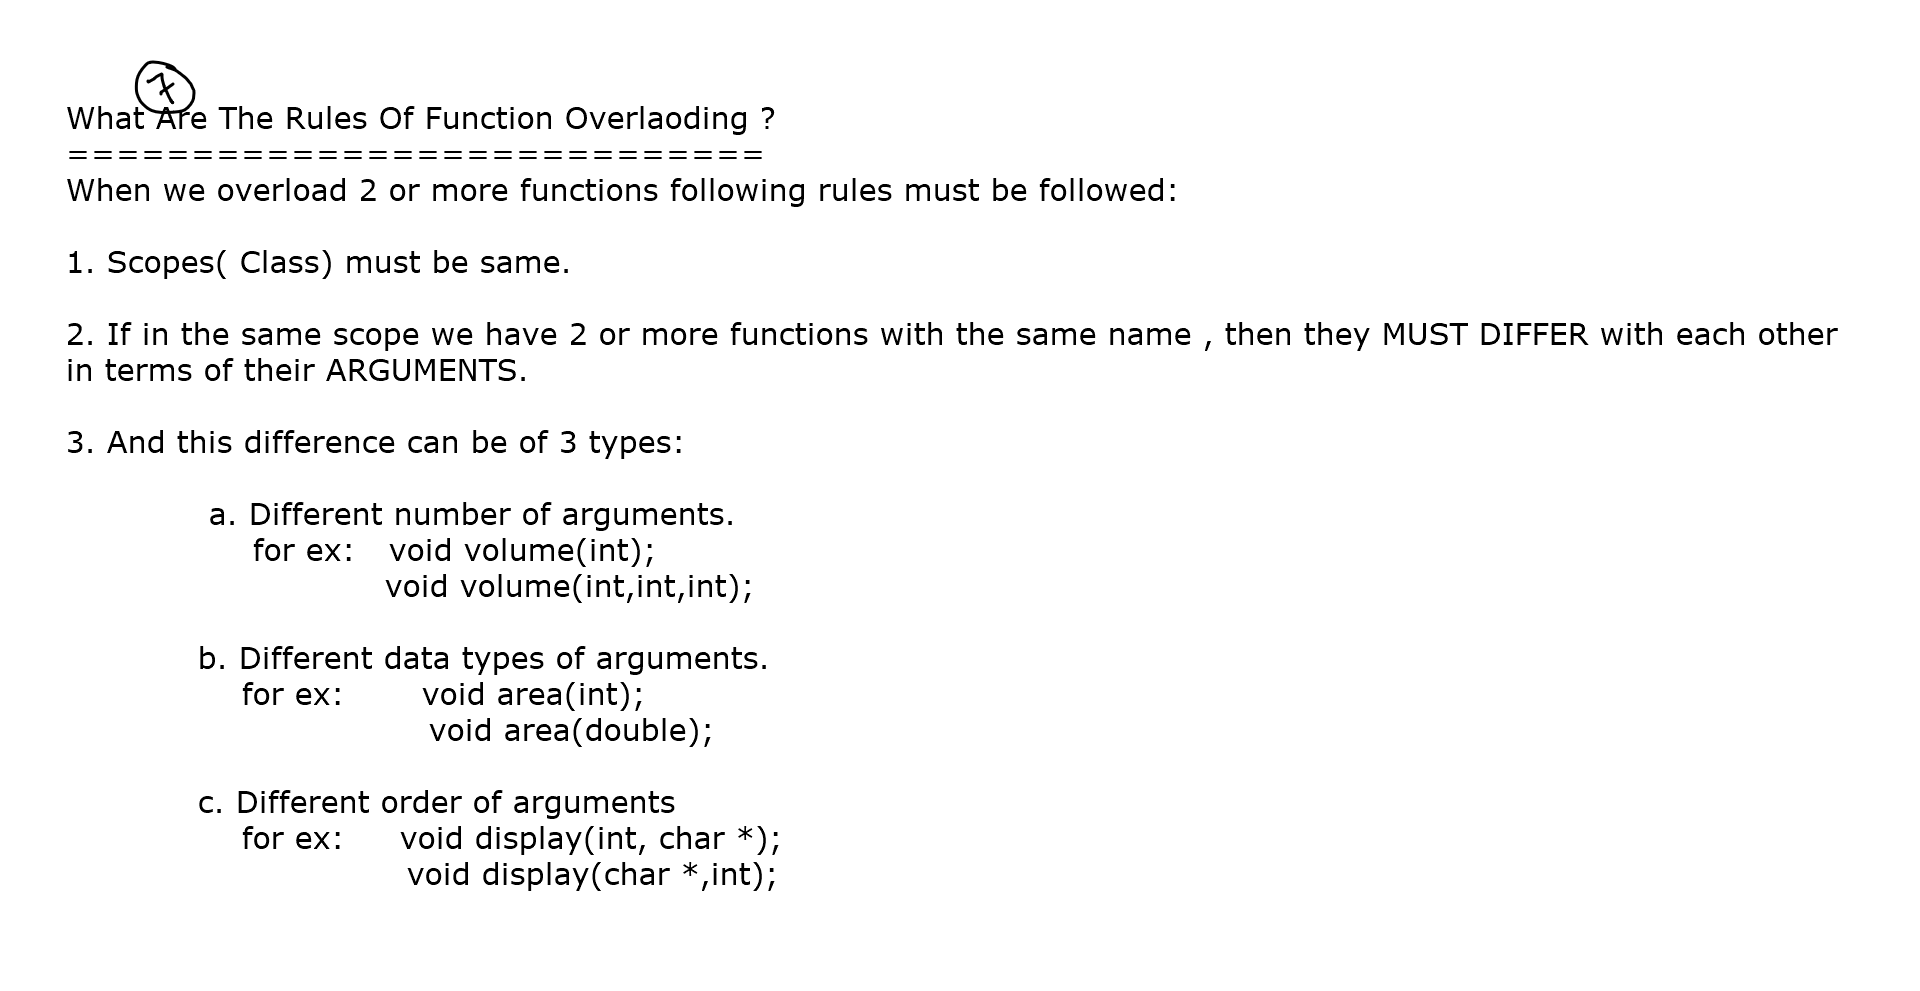 7
What Are The Rules Of Function Overlaoding ?
============================
When we overload 2 or more functions following rules must be followed:
1. Scopes( Class) must be same.
2. If in the same scope we have 2 or more functions with the same name , then they MUST DIFFER with each other
in terms of their ARGUMENTS.
3. And this difference can be of 3 types:
a. Different number of arguments.
for ex: void volume(int);
void volume(int,int,int);
b. Different data types of arguments.
for ex: void area(int);
void area(double);
c. Different order of arguments
for ex: void display(int, char *);
void display(char *,int);